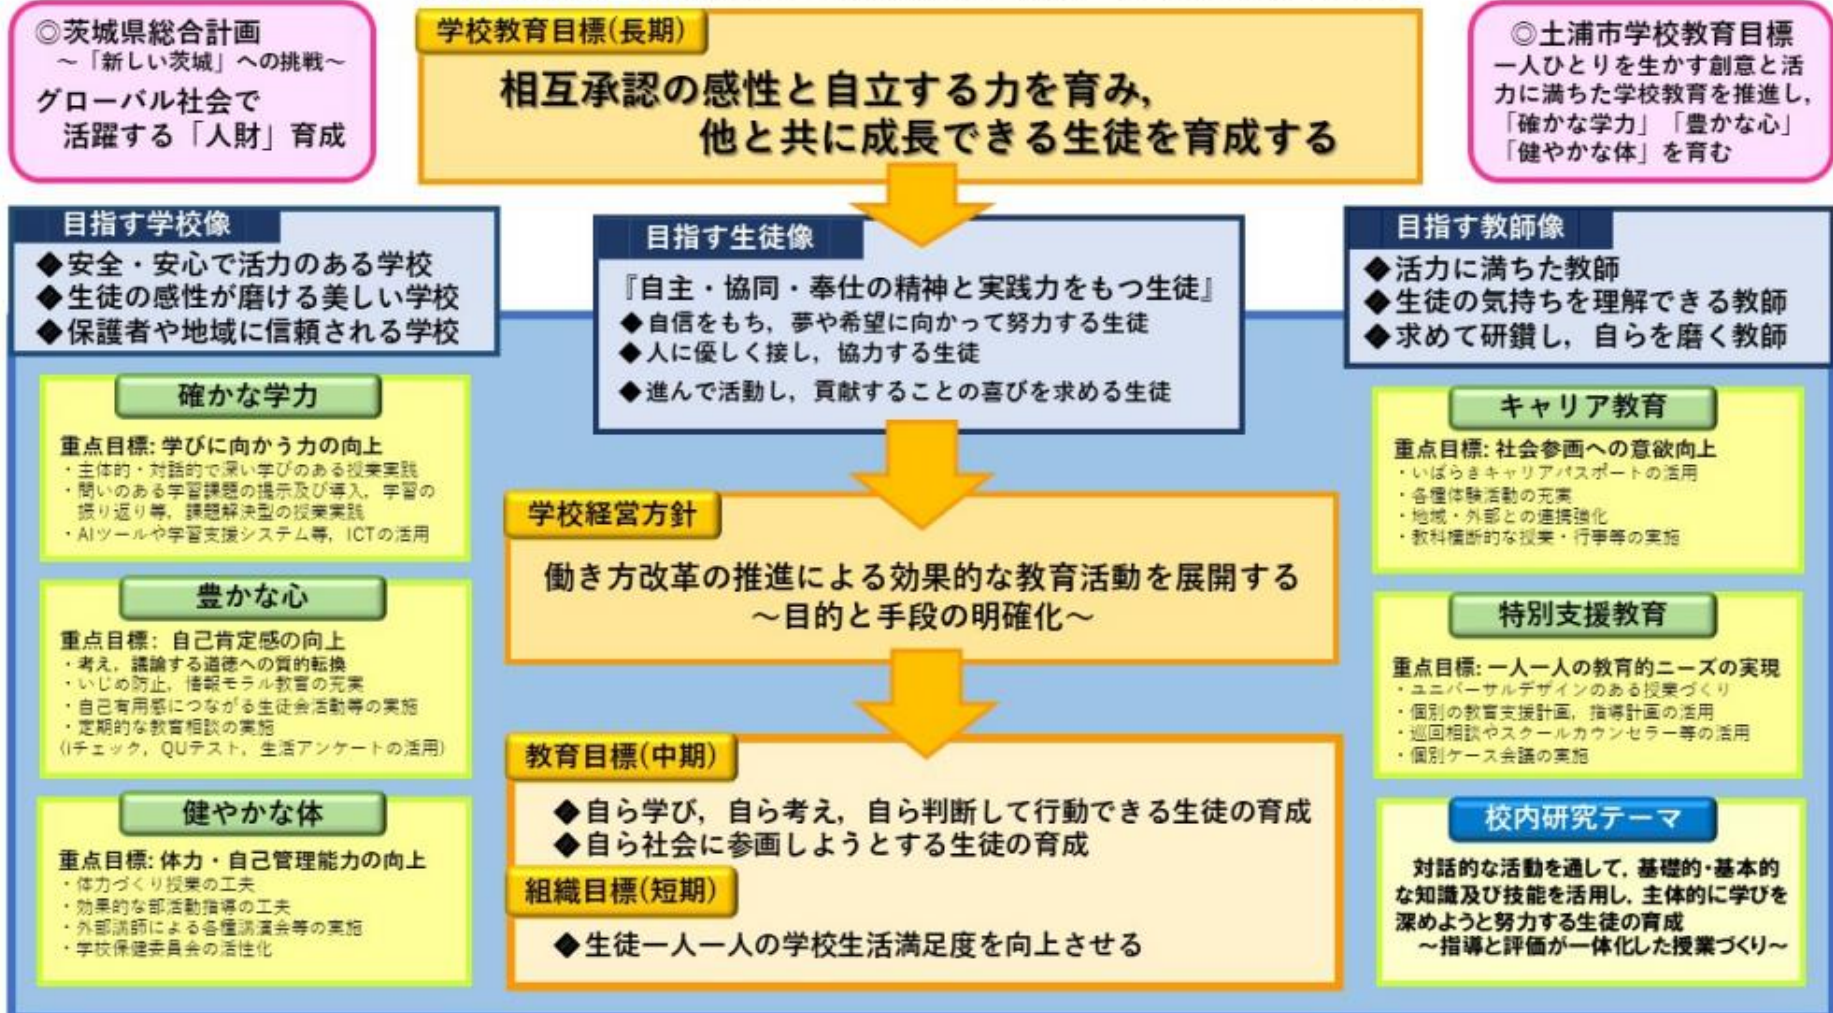 ◎茨城県総合計画
～「新しい茨城」への挑戦～
グローバル社会で
活躍する「人財」育成
学校教育目標(長期)
相互承認の感性と自立する力を育み,
他と共に成長できる生徒を育成する
◎土浦市学校教育目標
一人ひとりを生かす創意と活
力に満ちた学校教育を推進し,
「確かな学力」「豊かな心」
「健やかな体」を育む
目指す学校像
◆安全・安心で活力のある学校
◆生徒の感性が磨ける美しい学校
◆保護者や地域に信頼される学校
目指す生徒像
『自主・協同・奉仕の精神と実践力をもつ生徒』
◆自信をもち,夢や希望に向かって努力する生徒
◆人に優しく接し,協力する生徒
◆進んで活動し,貢献することの喜びを求める生徒
目指す教師像
◆活力に満ちた教師
◆生徒の気持ちを理解できる教師
◆求めて研鑽し,自らを磨く教師
確かな学力
重点目標:学びに向かう力の向上
・主体的・対話的で深い学びのある授業実践
・問いのある学習課題の提示及び導入,学習の
振り返り等,課題解決型の授業実践
・AIツールや学習支援システム等,ICTの活用
豊かな心
重点目標:自己肯定感の向上
・考え,議論する道徳への質的転換
・いじめ防止,情報モラル教育の充実
・自己有用感につながる生徒会活動等の実施
・定期的な教育相談の実施
(iチェック,QUテスト,生活アンケートの活用)
健やかな体
重点目標:体力・自己管理能力の向上
・体力づくり授業の工夫
・効果的な部活動指導の工夫
・外部講師による各種講演会等の実施
・学校保健委員会の活性化
学校経営方針
働き方改革の推進による効果的な教育活動を展開する
～目的と手段の明確化～
教育目標(中期)
◆自ら学び,自ら考え,自ら判断して行動できる生徒の育成
◆自ら社会に参画しようとする生徒の育成
組織目標(短期)
◆生徒一人一人の学校生活満足度を向上させる
キャリア教育
重点目標:社会参画への意欲向上
・いばらきキャリアパスポートの活用
・各種体験活動の充実
・地域・外部との連携強化
・教科横断的な授業・行事等の実施
特別支援教育
重点目標:一人一人の教育的ニーズの実現
・ユニバーサルデザインのある授業づくり
・個別の教育支援計画,指導計画の活用
・巡回相談やスクールカウンセラー等の活用
・個別ケース会議の実施
校内研究テーマ
対話的な活動を通して,基礎的・基本的
な知識及び技能を活用し,主体的に学びを
深めようと努力する生徒の育成
～指導と評価が一体化した授業づくり～